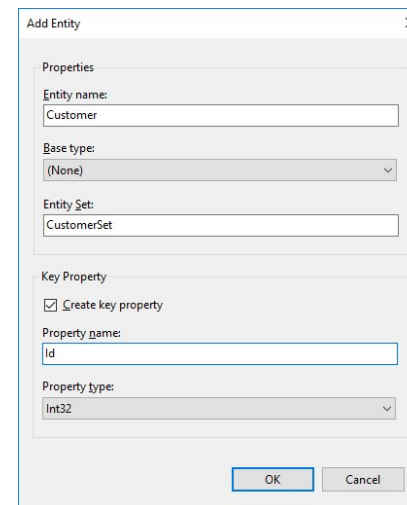 Add Entity
Properties
Entity name:
Customer
Base type:
(None)
Entity Set:
CustomerSet
Key Property
Create key property
Property name:
Id
Property type:
Int32
OK Cancel